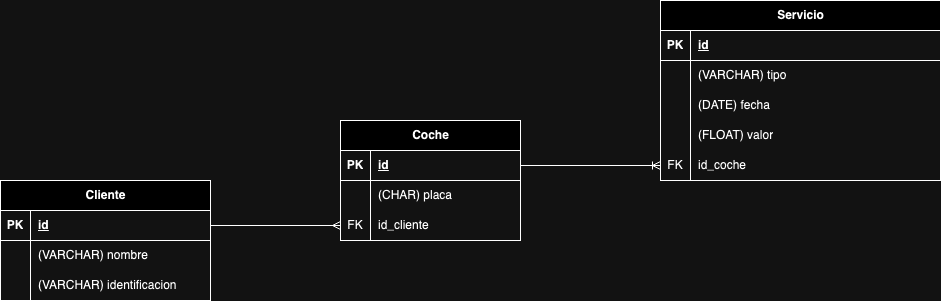 Cliente
PK id
(VARCHAR) nombre
(VARCHAR) identificacion
Coche
PK id
(CHAR) placa
FK id_cliente
Servicio
PK id
(VARCHAR) tipo
(DATE) fecha
(FLOAT) valor
FK id_coche